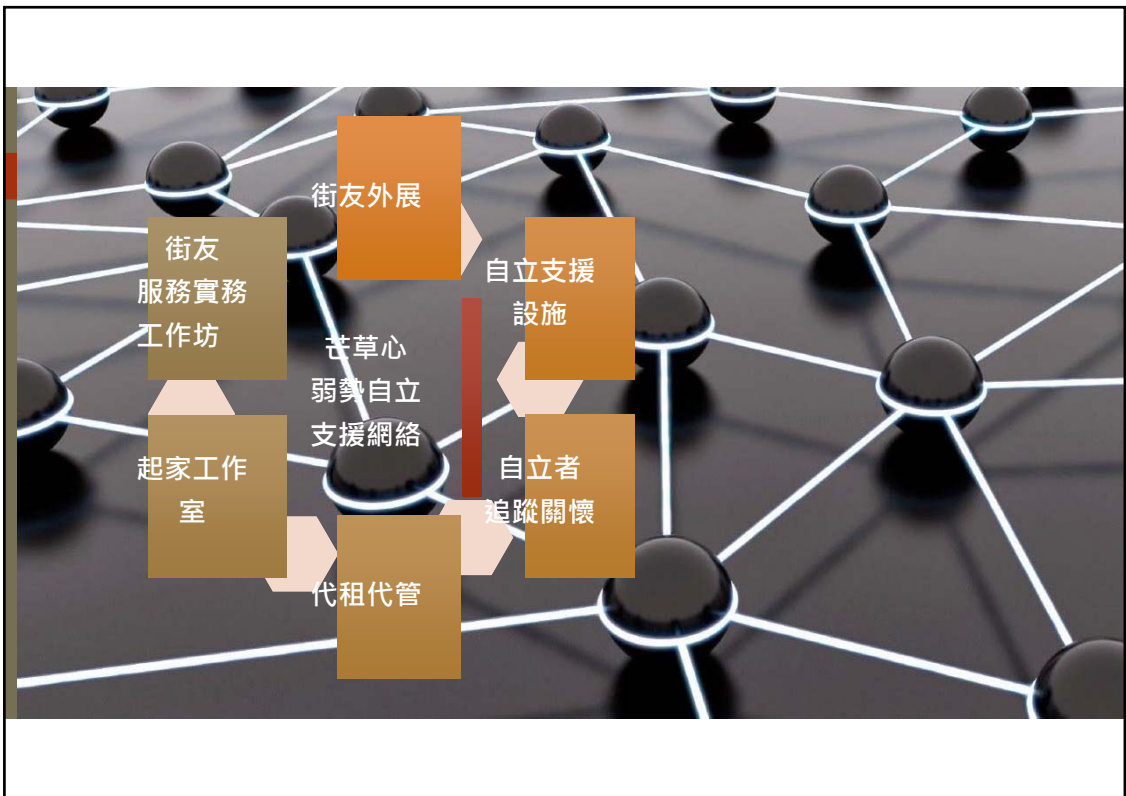 街友外展
自立支援
設施
自立者
追蹤關懷
代租代管
起家工作
室
街友
服務實務
工作坊
芒草心
弱勢自立
支援網絡